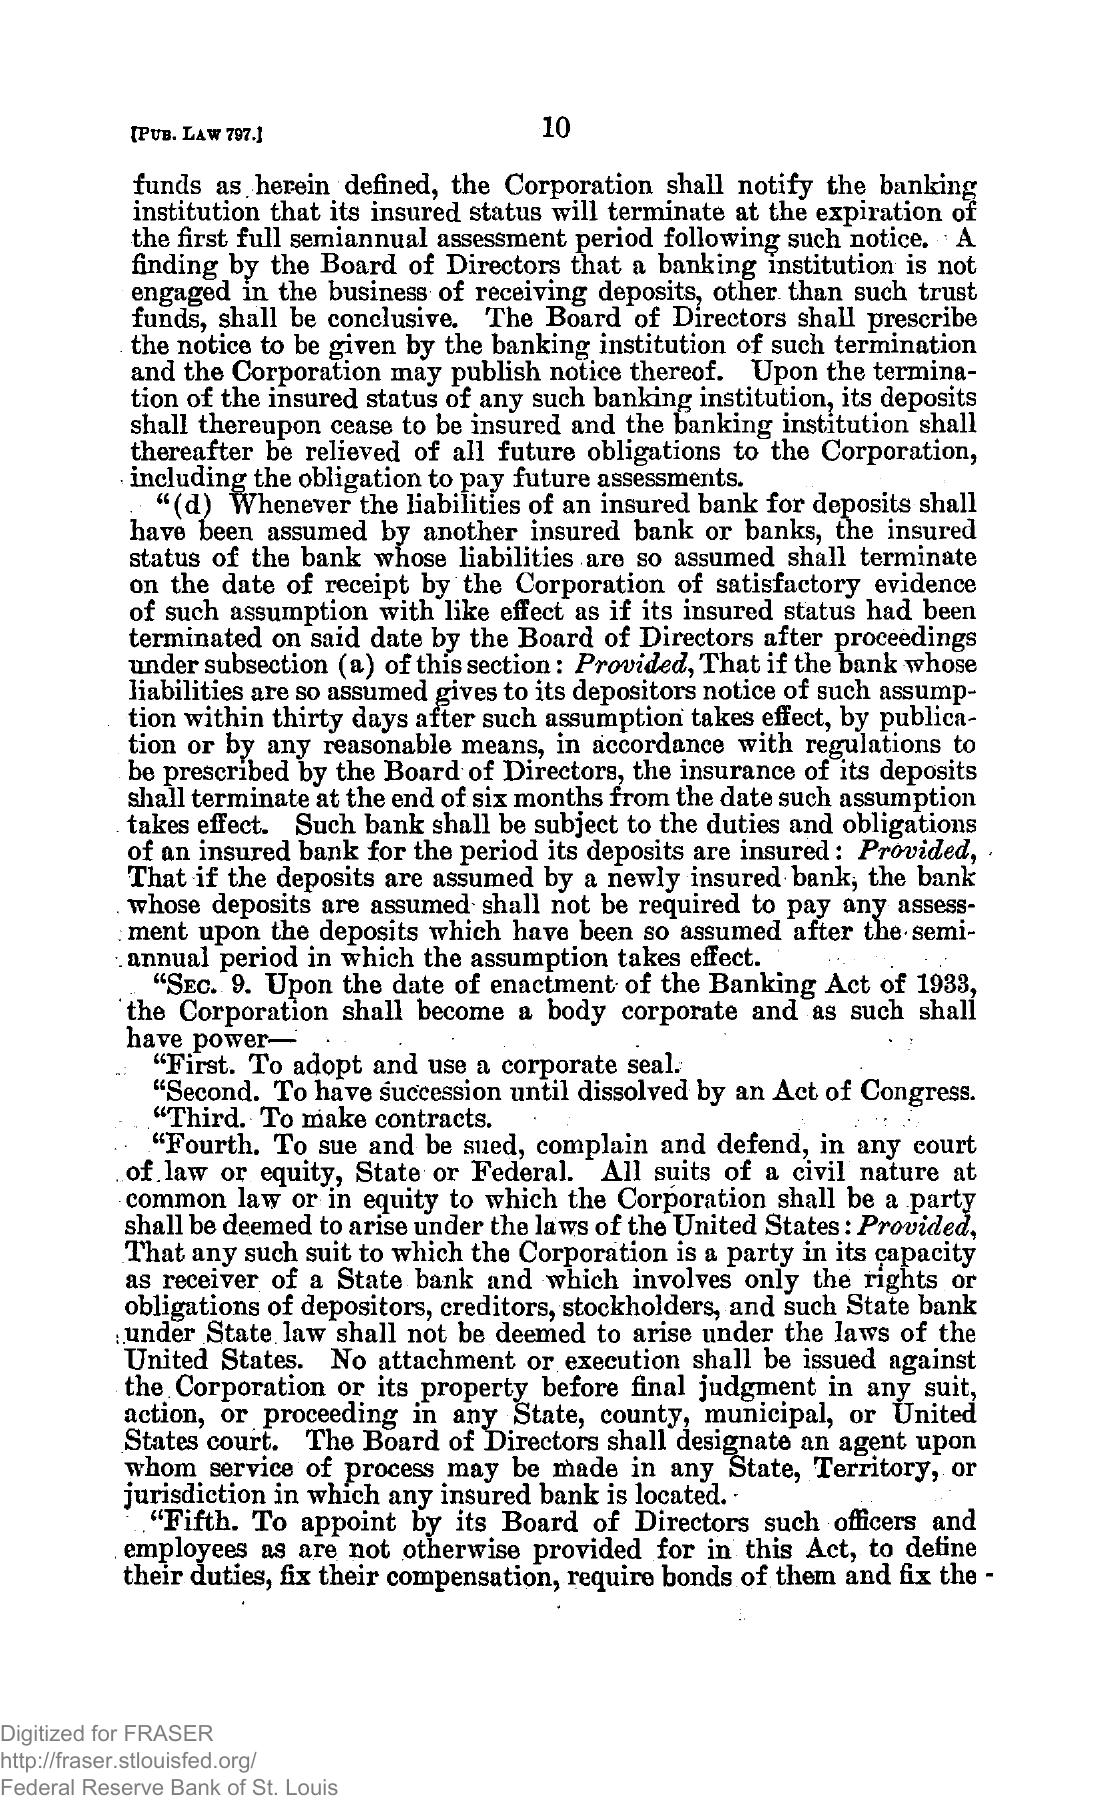 [PUB. LAW 797.]
10
funds as herein defined, the Corporation shall notify the banking
institution that its insured status will terminate at the expiration of
the first full semiannual assessment period following such notice. A
finding by the Board of Directors that a banking institution is not
engaged in the business of receiving deposits, other than such trust
funds, shall be conclusive. The Board of Directors shall prescribe
the notice to be given by the banking institution of such termination
and the Corporation may publish notice thereof. Upon the termina-
tion of the insured status of any such banking institution, its deposits
shall thereupon cease to be insured and the banking institution shall
thereafter be relieved of all future obligations to the Corporation,
including the obligation to pay future assessments.
"(d) Whenever the liabilities of an insured bank for deposits shall
have been assumed by another insured bank or banks, the insured
status of the bank whose liabilities are so assumed shall terminate
on the date of receipt by the Corporation of satisfactory evidence
of such assumption with like effect as if its insured status had been
terminated on said date by the Board of Directors after proceedings
under subsection (a) of this section: Provided, That if the bank whose
liabilities are so assumed gives to its depositors notice of such assump-
tion within thirty days after such assumption takes effect, by publica-
tion or by any reasonable means, in accordance with regulations to
be prescribed by the Board of Directors, the insurance of its deposits
shall terminate at the end of six months from the date such assumption
takes effect. Such bank shall be subject to the duties and obligations
of an insured bank for the period its deposits are insured: Provided,
That if the deposits are assumed by a newly insured bank, the bank
whose deposits are assumed shall not be required to pay any assess-
ment upon the deposits which have been so assumed after the semi-
annual period in which the assumption takes effect.
"SEC. 9. Upon the date of enactment of the Banking Act of 1933,
the Corporation shall become a body corporate and as such shall
have power—
"First. To adopt and use a corporate seal.
"Second. To have succession until dissolved by an Act of Congress.
"Third. To make contracts.
"Fourth. To sue and be sued, complain and defend, in any court
of law or equity, State or Federal. All suits of a civil nature at
common law or in equity to which the Corporation shall be a party
shall be deemed to arise under the laws of the United States: Provided,
That any such suit to which the Corporation is a party in its capacity
as receiver of a State bank and which involves only the rights or
obligations of depositors, creditors, stockholders, and such State bank
under State law shall not be deemed to arise under the laws of the
United States. No attachment or execution shall be issued against
the Corporation or its property before final judgment in any suit,
action, or proceeding in any State, county, municipal, or United
States court. The Board of Directors shall designate an agent upon
whom service of process may be made in any State, Territory, or
jurisdiction in which any insured bank is located.
"Fifth. To appoint by its Board of Directors such officers and
employees as are not otherwise provided for in this Act, to define
their duties, fix their compensation, require bonds of them and fix the
Digitized for FRASER
http://fraser.stlouisfed.org/
Federal Reserve Bank of St. Louis